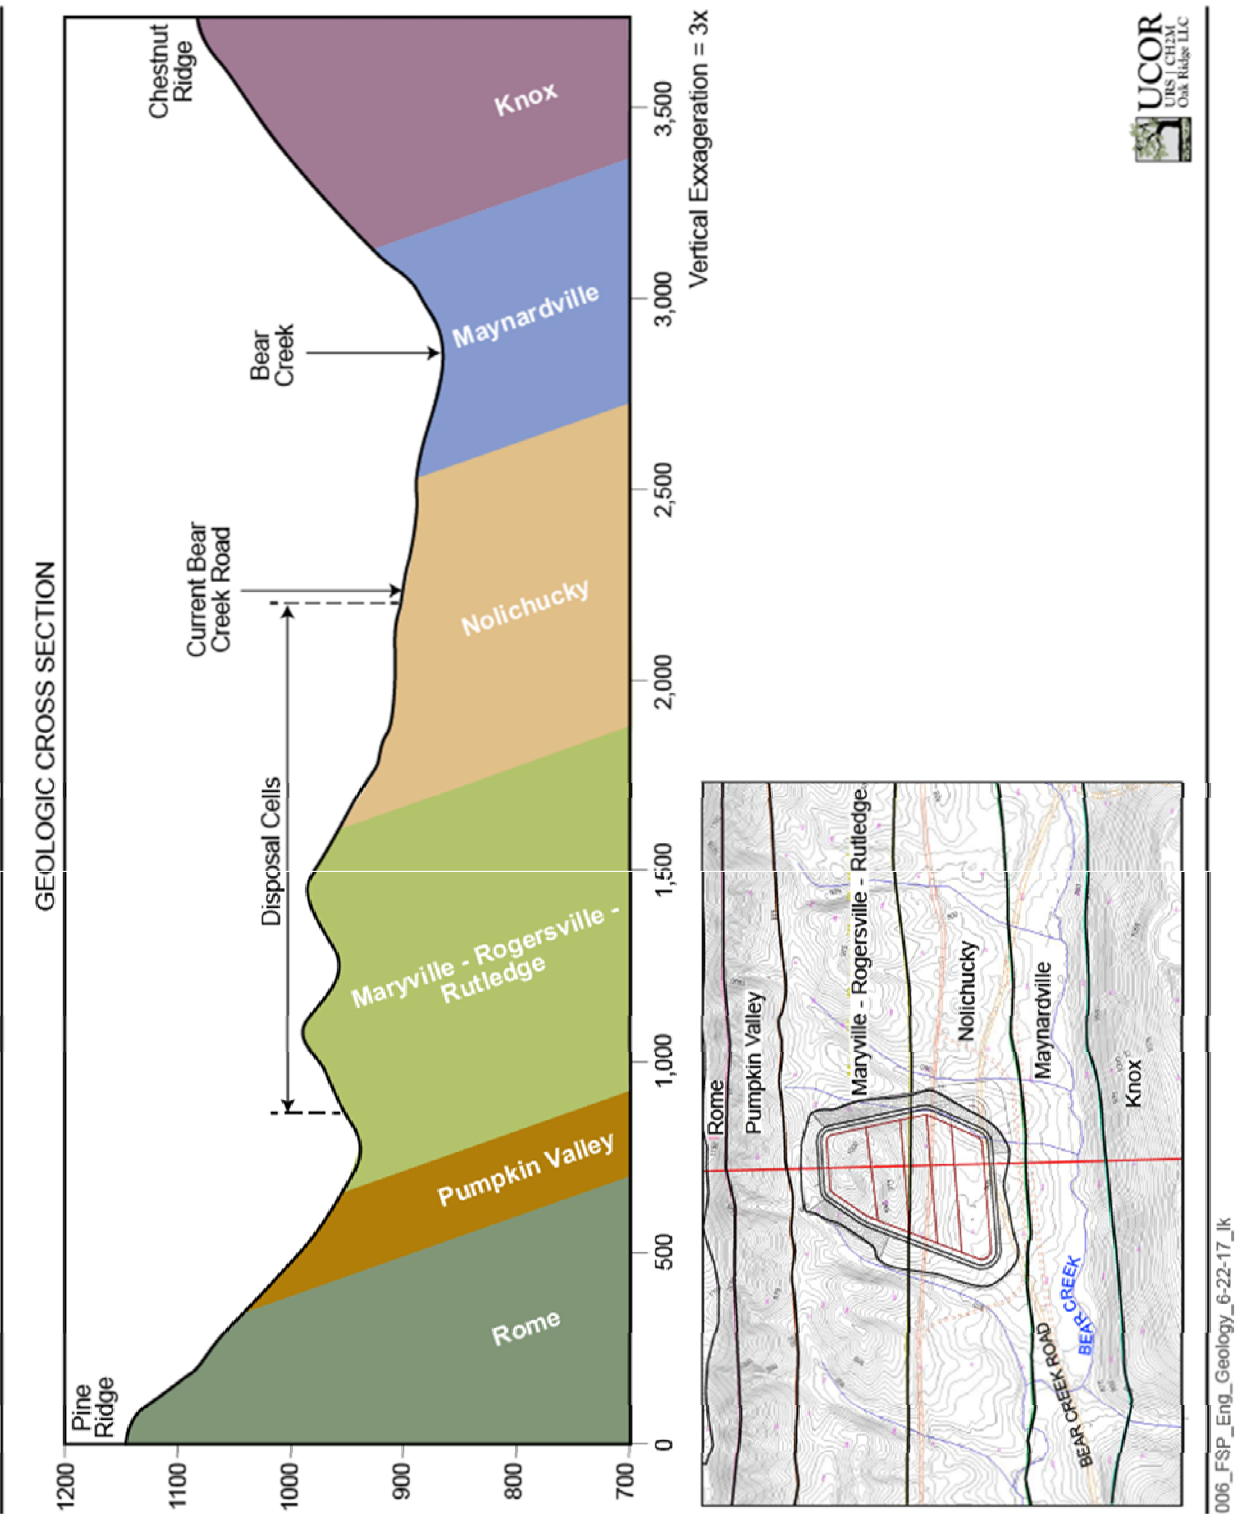 GEOLOGIC CROSS SECTION
1200
1100
1000
900
800
700
Pine
Ridge
Disposal Cells
Current Bear
Creek Road
Bear
Creek
Chestnut
Ridge
Rome
Pumpkin Valley
Maryville - Rogersville -
Rutledge
Nolichucky
Maynardville
Knox
0
500
1,000
1,500
2,000
2,500
3,000
3,500
Vertical Exxageration = 3x
Rome
Pumpkin Valley
Maryville - Rogersville - Rutledge
Nolichucky
Maynardville
Knox
BEAR CREEK ROAD
BEAR CREEK
UCOR
URS | CH2M
Oak Ridge LLC
006_FSP_Eng_Geology_6-22-17_lk